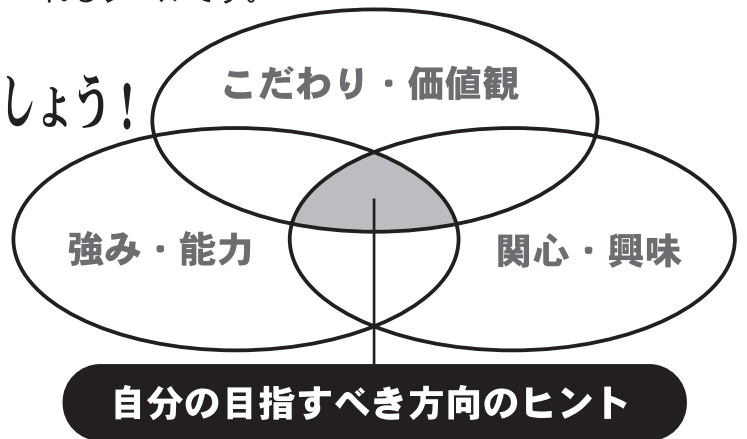 しょう！
こだわり・価値観
強み・能力
関心・興味
自分の目指すべき方向のヒント